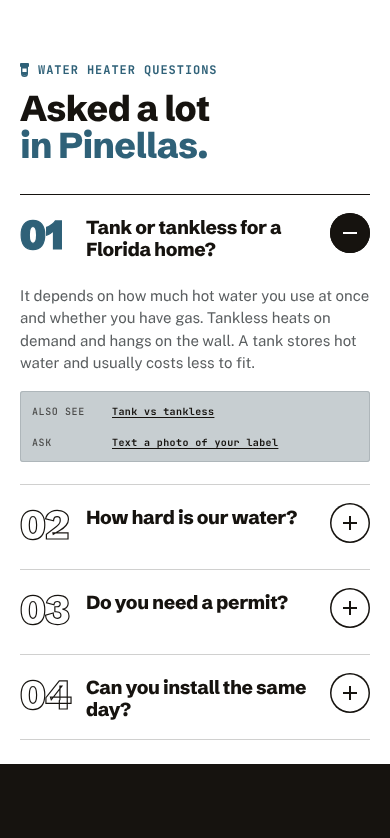 WATER HEATER QUESTIONS
Asked a lot
in Pinellas.
01
Tank or tankless for a
Florida home?
It depends on how much hot water you use at once
and whether you have gas. Tankless heats on
demand and hangs on the wall. A tank stores hot
water and usually costs less to fit.
ALSO SEE Tank vs tankless
ASK Text a photo of your label
02 How hard is our water?
03 Do you need a permit?
04 Can you install the same
day?